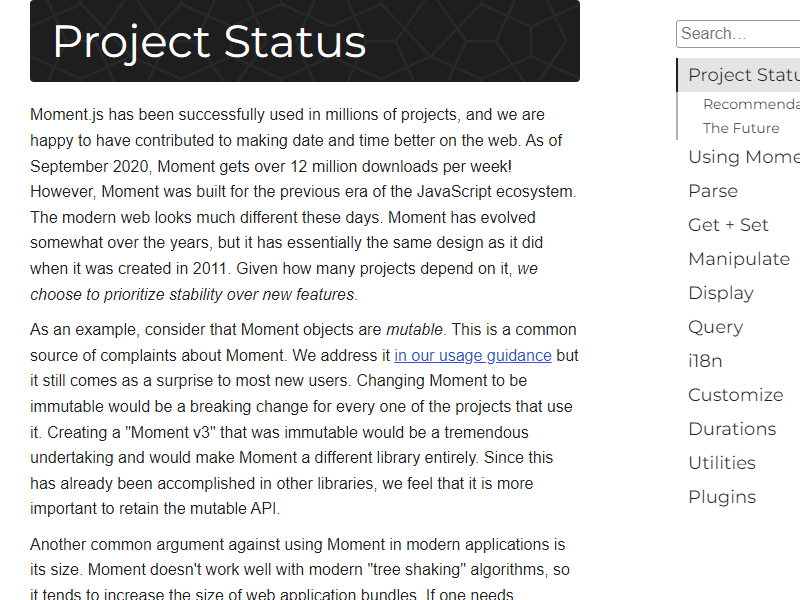 Project Status
Moment.js has been successfully used in millions of projects, and we are
happy to have contributed to making date and time better on the web. As of
September 2020, Moment gets over 12 million downloads per week!
However, Moment was built for the previous era of the JavaScript ecosystem.
The modern web looks much different these days. Moment has evolved
somewhat over the years, but it has essentially the same design as it did
when it was created in 2011. Given how many projects depend on it, we
choose to prioritize stability over new features.
As an example, consider that Moment objects are mutable. This is a common
source of complaints about Moment. We address it in our usage guidance but
it still comes as a surprise to most new users. Changing Moment to be
immutable would be a breaking change for every one of the projects that use
it. Creating a "Moment v3" that was immutable would be a tremendous
undertaking and would make Moment a different library entirely. Since this
has already been accomplished in other libraries, we feel that it is more
important to retain the mutable API.
Another common argument against using Moment in modern applications is
its size. Moment doesn't work well with modern "tree shaking" algorithms, so
it tends to increase the size of web application bundles. If one needs
Search...
Project Statu
Recommenda
The Future
Using Mome
Parse
Get + Set
Manipulate
Display
Query
i18n
Customize
Durations
Utilities
Plugins